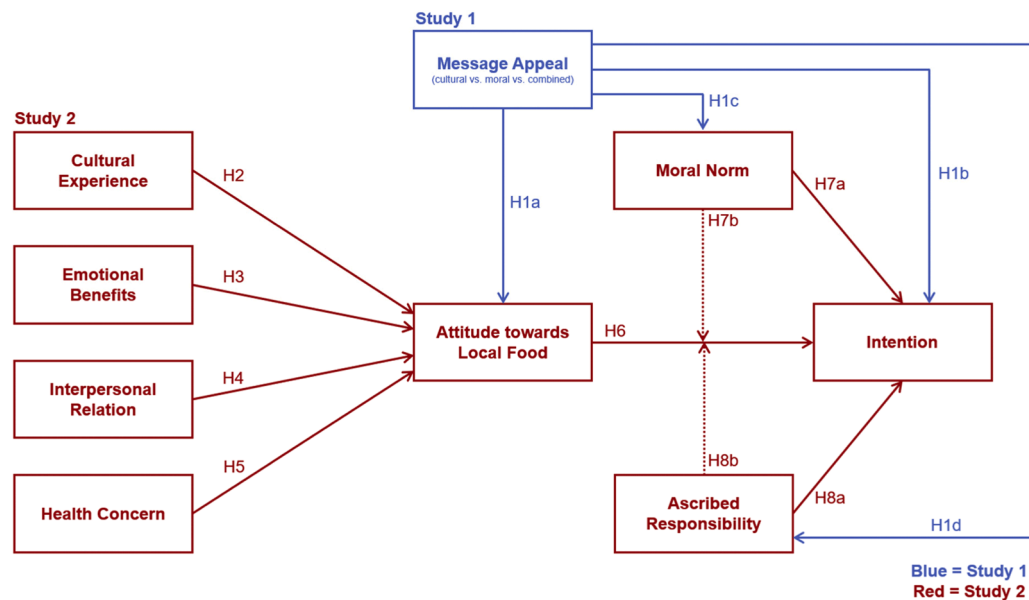 Study 1
Message Appeal
(cultural vs. moral vs. combined)
H1c
Study 2
Cultural
Experience
H2
Moral Norm
H7a
H1b
H1a
H7b
Emotional
Benefits
H3
Attitude towards
Local Food
H6
Intention
Interpersonal
Relation
H4
H5
H8b
Health Concern
Ascribed
Responsibility
H8a
H1d
Blue = Study 1
Red = Study 2